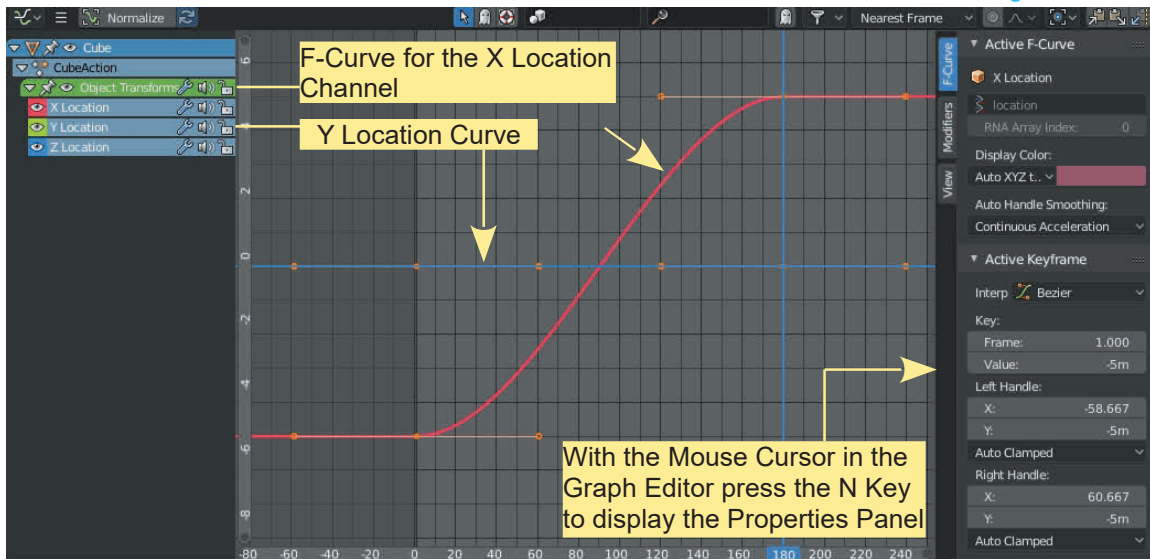 Normalize
Nearest Frame
Cube
CubeAction
Object Transforms
X Location
Y Location
Z Location
F-Curve for the X Location
Channel
Y Location Curve
With the Mouse Cursor in the
Graph Editor press the N Key
to display the Properties Panel
6
4
2
0
-2
-4
-6
-8
-80 -60 -40 -20 0 20 40 60 80 100 120 140 160 180 200 220 240
F-Curve
Modifiers
View
Active F-Curve
X Location
location
RNA Array Index: 0
Display Color:
Auto XYZ t..
Auto Handle Smoothing:
Continuous Acceleration
Active Keyframe
Interp Bezier
Key:
Frame: 1.000
Value: -5m
Left Handle:
X: -58.667
Y: -5m
Auto Clamped
Right Handle:
X: 60.667
Y: -5m
Auto Clamped